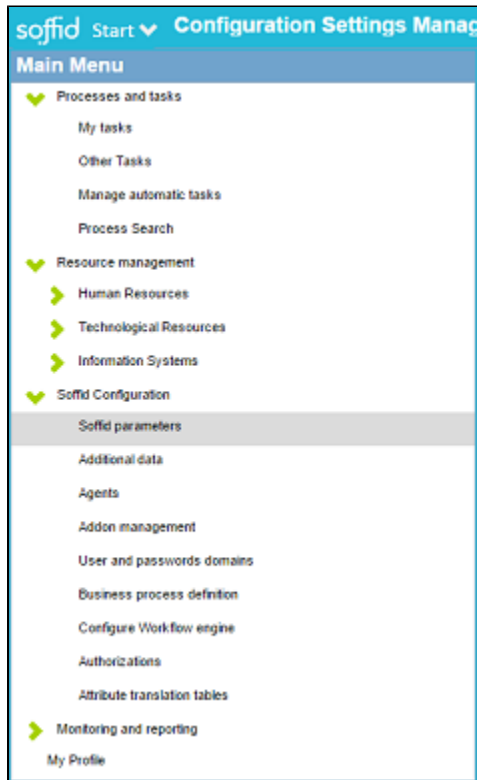 soffid Start Configuration Settings Manag
Main Menu
Processes and tasks
My tasks
Other Tasks
Manage automatic tasks
Process Search
Resource management
Human Resources
Technological Resources
Information Systems
Soffid Configuration
Soffid parameters
Additional data
Agents
Addon management
User and passwords domains
Business process definition
Configure Workflow engine
Authorizations
Attribute translation tables
Monitoring and reporting
My Profile